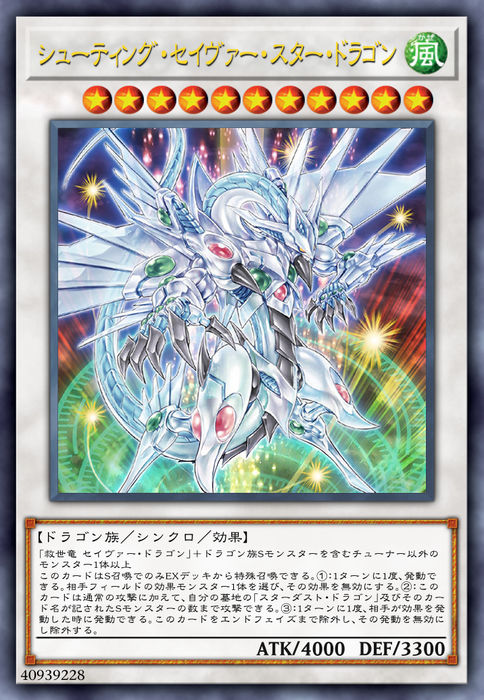 シューティング・セイヴァー・スター・ドラゴン
風
【ドラゴン族／シンクロ／効果】
「救世竜 セイヴァー・ドラゴン」＋ドラゴン族Sモンスターを含むチューナー以外の
モンスター1体以上
このカードはS召喚でのみEXデッキから特殊召喚できる。①：1ターンに1度、発動で
きる。相手フィールドの効果モンスター1体を選び、その効果を無効にする。②：この
カードは通常の攻撃に加えて、自分の墓地の「スターダスト・ドラゴン」及びそのカー
ド名が記されたSモンスターの数まで攻撃できる。③：1ターンに1度、相手が効果を発
動した時に発動できる。このカードをエンドフェイズまで除外し、その発動を無効に
し除外する。
ATK/4000 DEF/3300
40939228